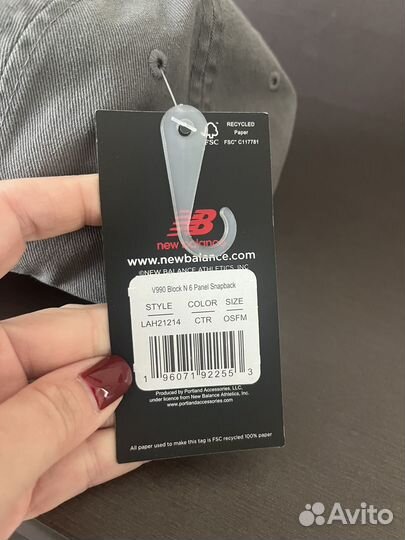 RECYCLED
Paper
FSC
FSC® C117781
NB
new balance
www.newbalance.com
©NEW BALANCE ATHLETICS, INC.
V990 Block N 6 Panel Snapback
STYLE COLOR SIZE
LAH21214 CTR OSFM
1 96071 92255 3
Produced by Portland Accessories, LLC.
under licence from New Balance Athletics, Inc.
www.portlandaccessories.com
All paper used to make this tag is FSC recycled 100% paper
Avito